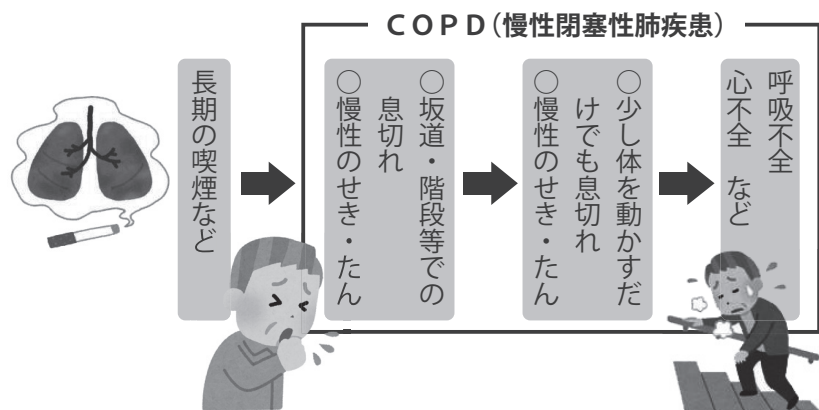 ＣＯＰＤ（慢性閉塞性肺疾患）
長期の喫煙など
○坂道・階段等での
息切れ
○慢性のせき・たん
○少し体を動かすだ
けでも息切れ
○慢性のせき・たん
呼吸不全
心不全　など